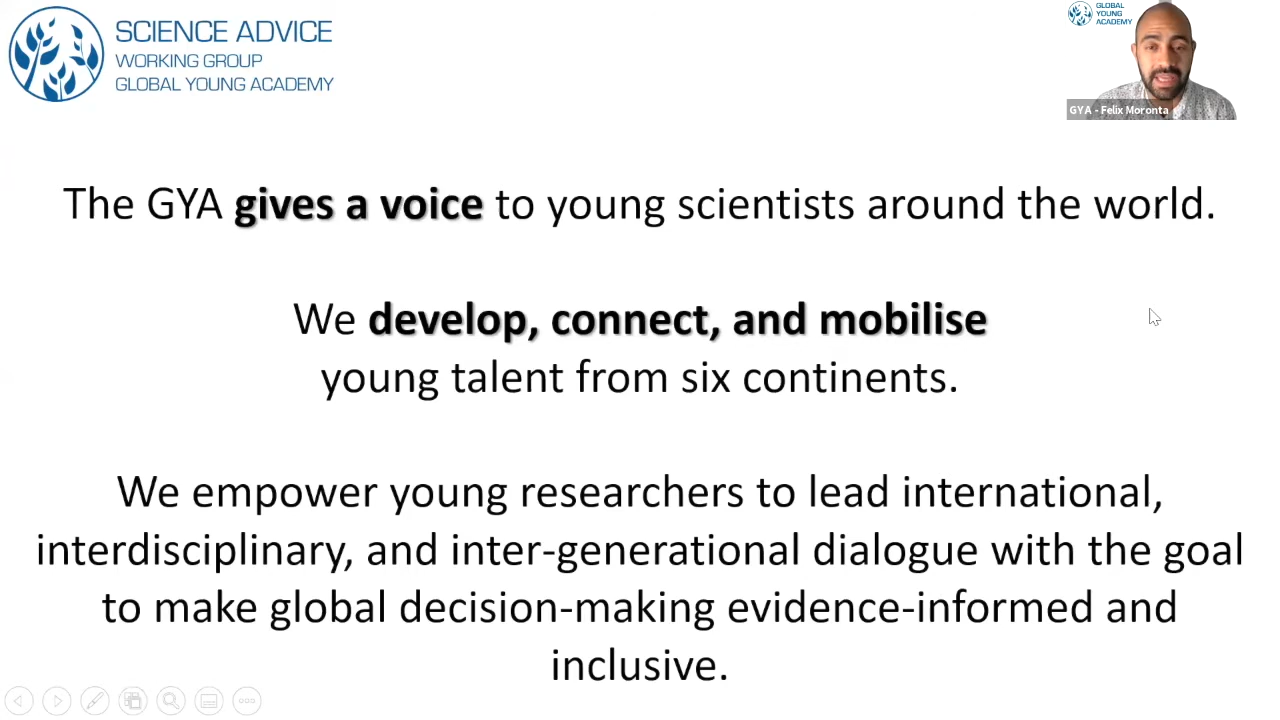 SCIENCE ADVICE
WORKING GROUP
GLOBAL YOUNG ACADEMY
GLOBAL
YOUNG
ACADEMY
GYA - Felix Moronta
The GYA gives a voice to young scientists around the world.
We develop, connect, and mobilise
young talent from six continents.
We empower young researchers to lead international,
interdisciplinary, and inter-generational dialogue with the goal
to make global decision-making evidence-informed and
inclusive.